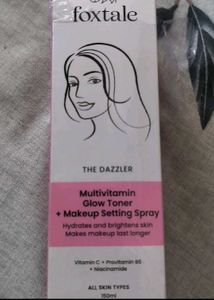 foxtale
THE DAZZLER
Multivitamin
Glow Toner
+ Makeup Setting Spray
Hydrates and brightens skin
Makes makeup last longer
Vitamin C + Provitamin B5
+ Niacinamide
ALL SKIN TYPES
150ml